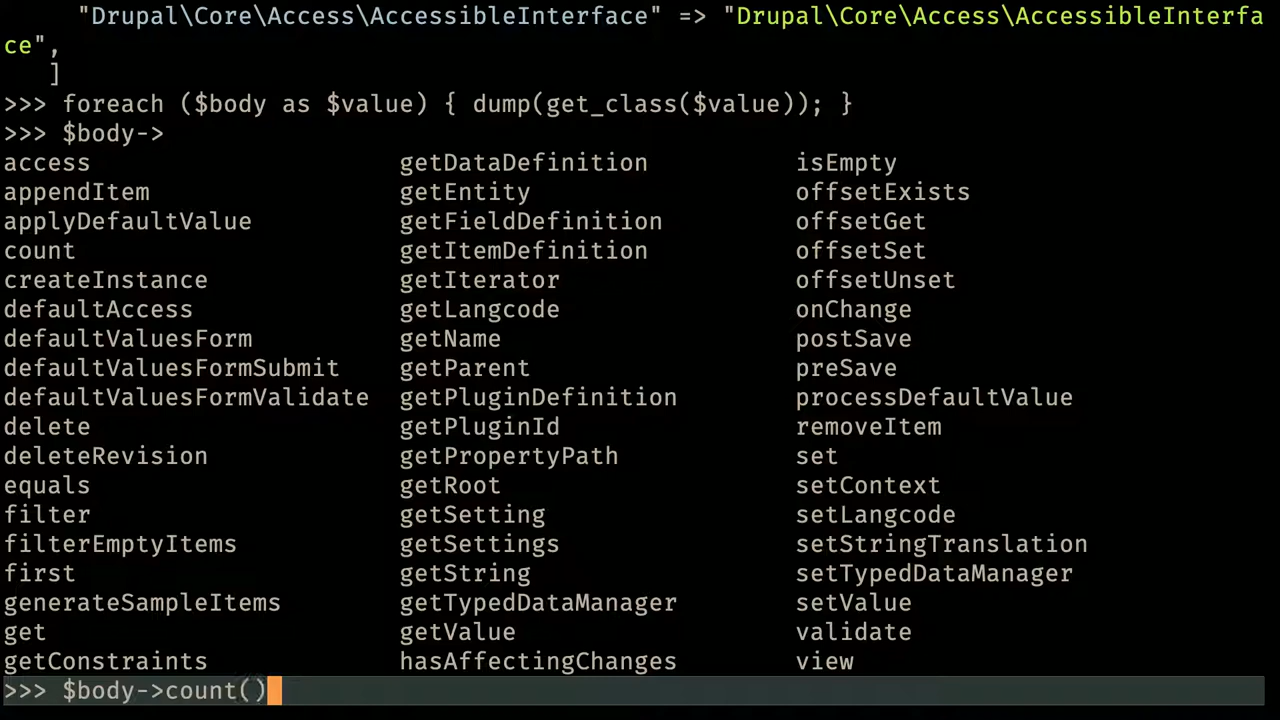 "Drupal\Core\Access\AccessibleInterface" => "Drupal\Core\Access\AccessibleInterfa
ce",
]
>>> foreach ($body as $value) { dump(get_class($value)); }
>>> $body->
access getDataDefinition isEmpty
appendItem getEntity offsetExists
applyDefaultValue getFieldDefinition offsetGet
count getItemDefinition offsetSet
createInstance getIterator offsetUnset
defaultAccess getLangcode onChange
defaultValuesForm getName postSave
defaultValuesFormSubmit getParent preSave
defaultValuesFormValidate getPluginDefinition processDefaultValue
delete getPluginId removeItem
deleteRevision getPropertyPath set
equals getRoot setContext
filter getSetting setLangcode
filterEmptyItems getSettings setStringTranslation
first getString setTypedDataManager
generateSampleItems getTypedDataManager setValue
get getValue validate
getConstraints hasAffectingChanges view
>>> $body->count()